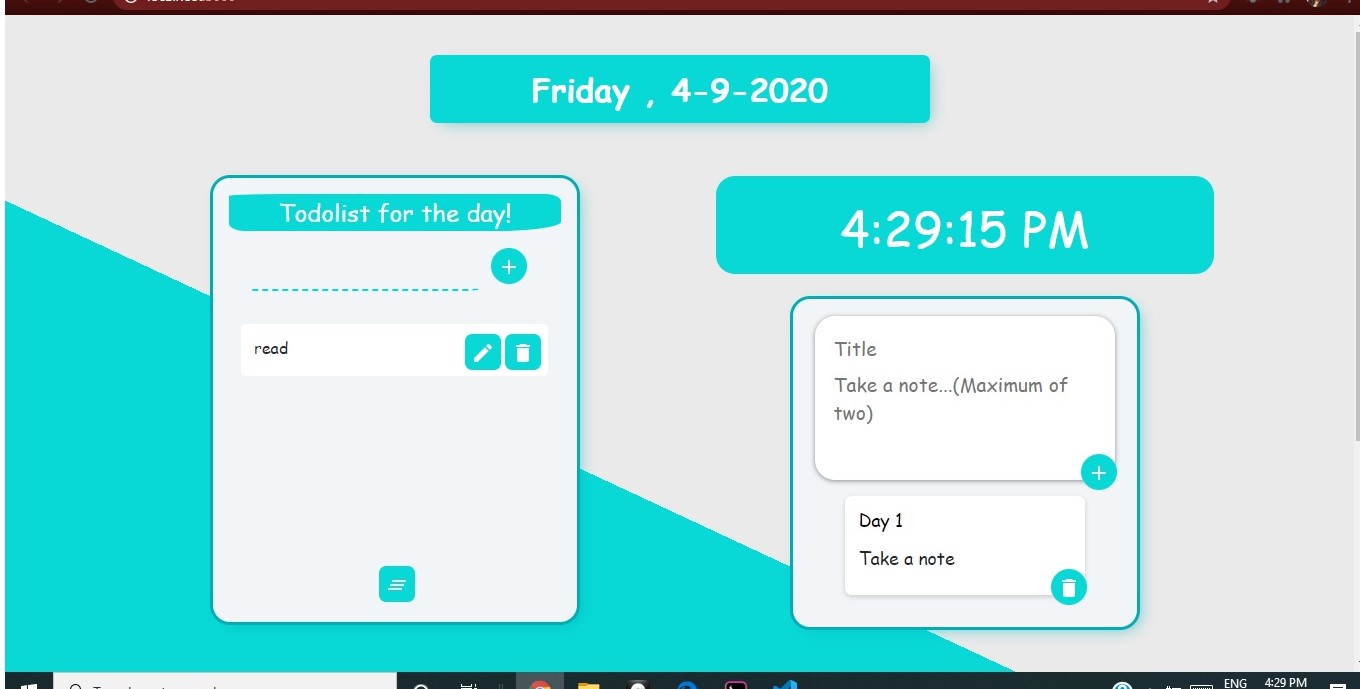 Friday , 4-9-2020
Todolist for the day!
read
4:29:15 PM
Title
Take a note...(Maximum of
two)
Day 1
Take a note
ENG
4:29 PM